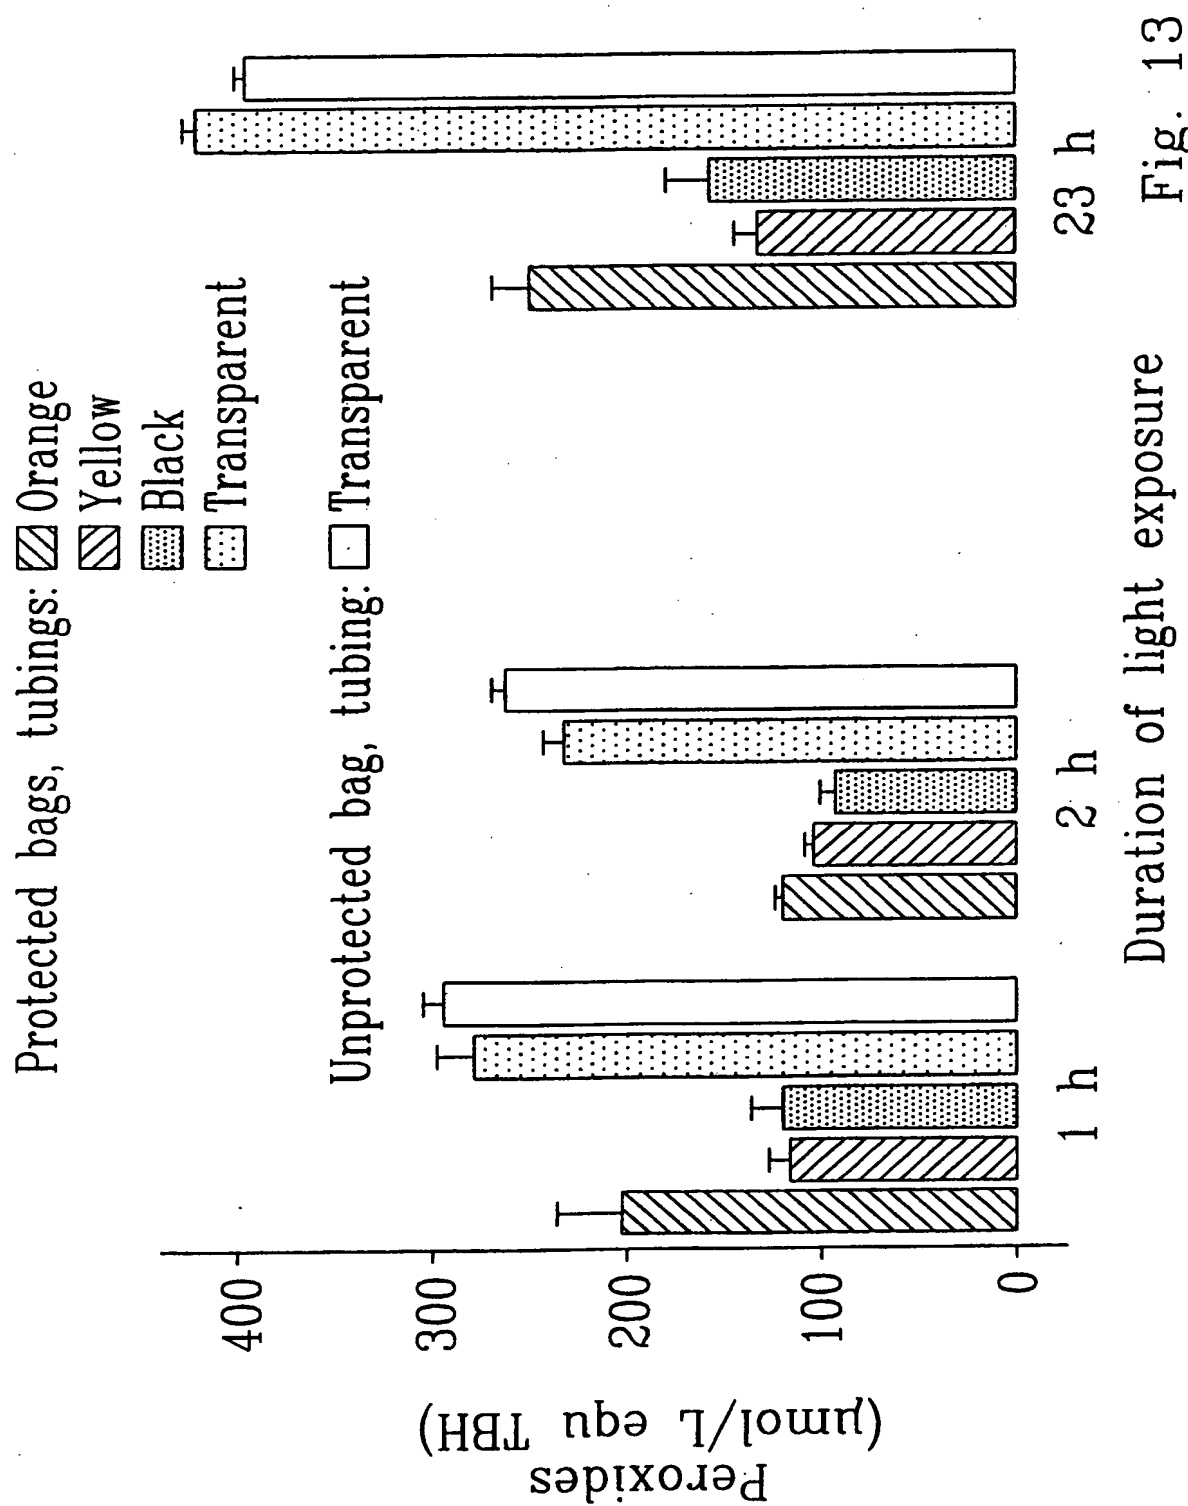 Protected bags, tubings: Orange
Yellow
Black
Transparent
Unprotected bag, tubing: Transparent
Peroxides
(µmol/L equ TBH)
400
300
200
100
0
1 h
2 h
23 h
Duration of light exposure
Fig. 13